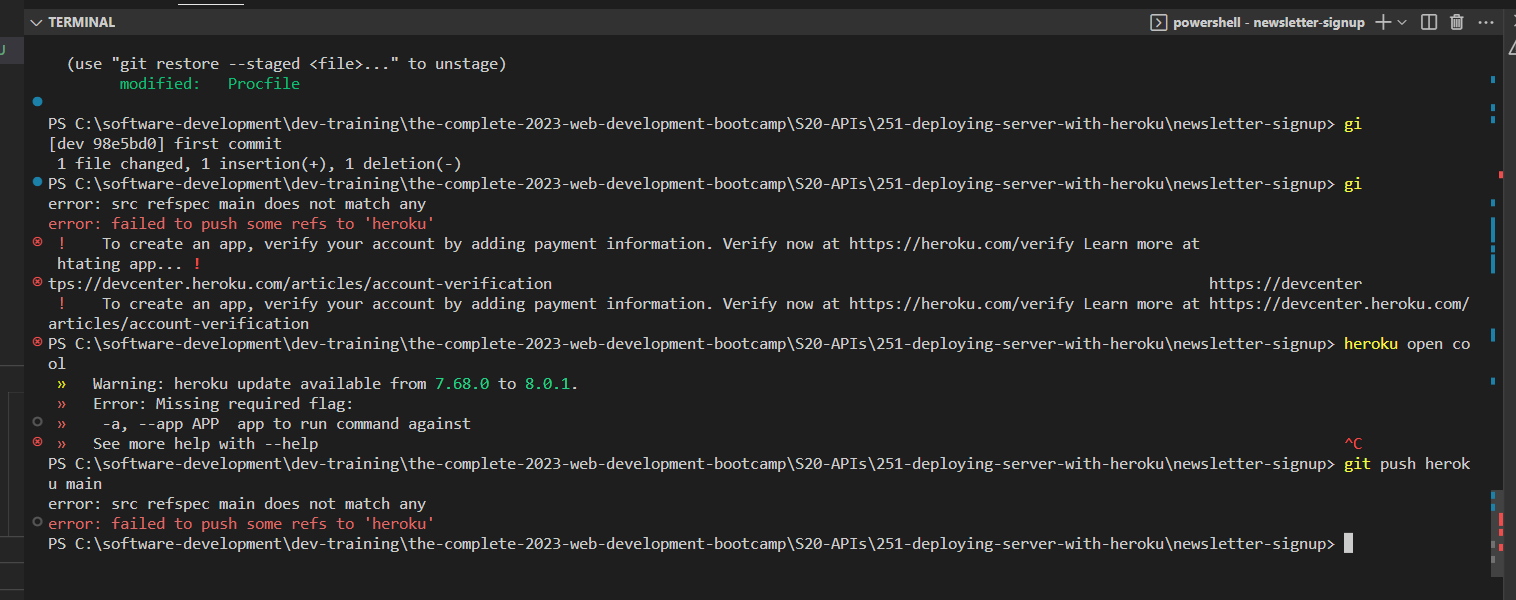 TERMINAL
powershell - newsletter-signup
(use "git restore --staged <file>..." to unstage)
modified:   Procfile
PS C:\software-development\dev-training\the-complete-2023-web-development-bootcamp\S20-APIs\251-deploying-server-with-heroku\newsletter-signup> gi
[dev 98e5bd0] first commit
1 file changed, 1 insertion(+), 1 deletion(-)
PS C:\software-development\dev-training\the-complete-2023-web-development-bootcamp\S20-APIs\251-deploying-server-with-heroku\newsletter-signup> gi
error: src refspec main does not match any
error: failed to push some refs to 'heroku'
!    To create an app, verify your account by adding payment information. Verify now at https://heroku.com/verify Learn more at
htating app... !
tps://devcenter.heroku.com/articles/account-verification https://devcenter
!    To create an app, verify your account by adding payment information. Verify now at https://heroku.com/verify Learn more at https://devcenter.heroku.com/
articles/account-verification
PS C:\software-development\dev-training\the-complete-2023-web-development-bootcamp\S20-APIs\251-deploying-server-with-heroku\newsletter-signup> heroku open co
ol
»   Warning: heroku update available from 7.68.0 to 8.0.1.
»   Error: Missing required flag:
»    -a, --app APP  app to run command against
»   See more help with --help ^C
PS C:\software-development\dev-training\the-complete-2023-web-development-bootcamp\S20-APIs\251-deploying-server-with-heroku\newsletter-signup> git push herok
u main
error: src refspec main does not match any
error: failed to push some refs to 'heroku'
PS C:\software-development\dev-training\the-complete-2023-web-development-bootcamp\S20-APIs\251-deploying-server-with-heroku\newsletter-signup>